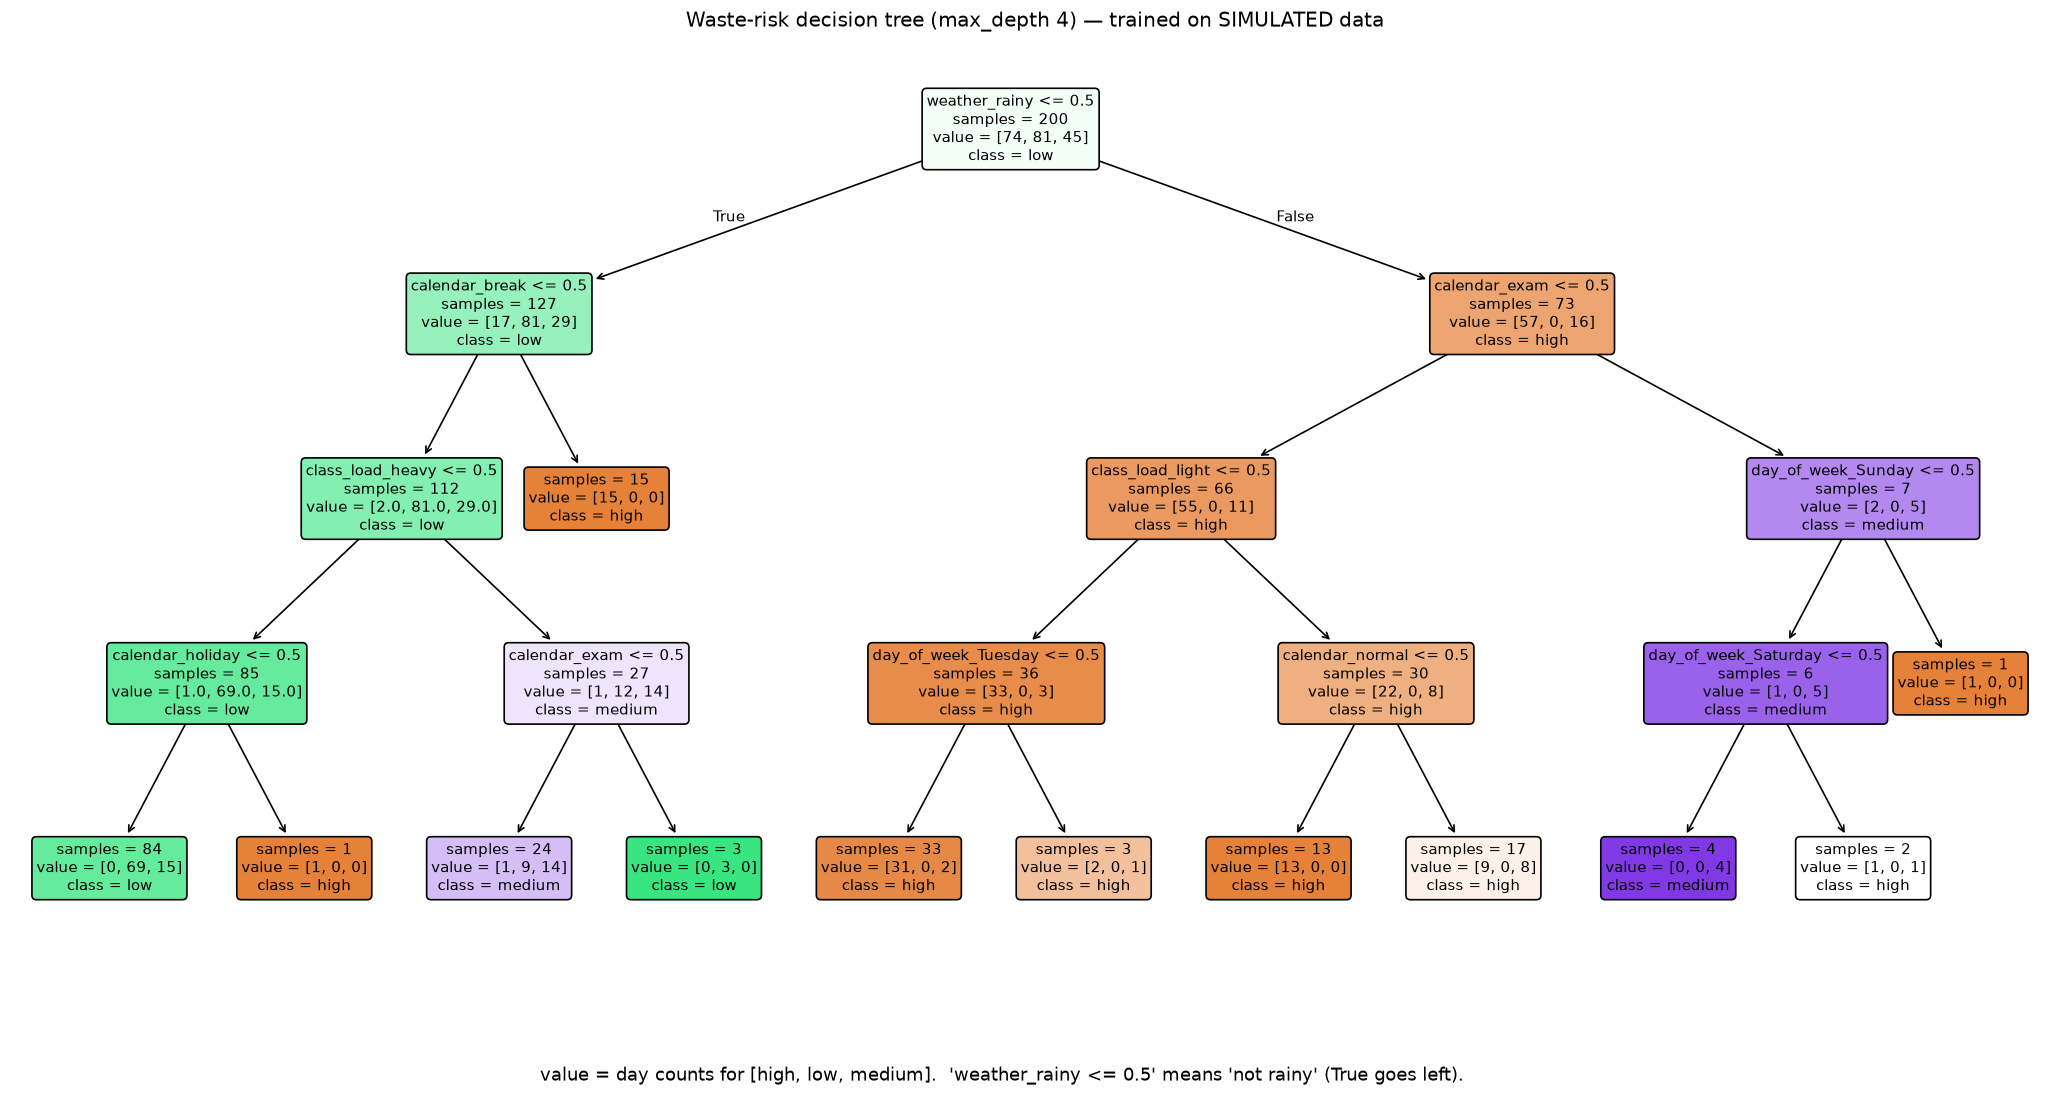 Waste-risk decision tree (max_depth 4) — trained on SIMULATED data
weather_rainy <= 0.5
samples = 200
value = [74, 81, 45]
class = low
True
False
calendar_break <= 0.5
samples = 127
value = [17, 81, 29]
class = low
calendar_exam <= 0.5
samples = 73
value = [57, 0, 16]
class = high
class_load_heavy <= 0.5
samples = 112
value = [2.0, 81.0, 29.0]
class = low
samples = 15
value = [15, 0, 0]
class = high
class_load_light <= 0.5
samples = 66
value = [55, 0, 11]
class = high
day_of_week_Sunday <= 0.5
samples = 7
value = [2, 0, 5]
class = medium
calendar_holiday <= 0.5
samples = 85
value = [1.0, 69.0, 15.0]
class = low
calendar_exam <= 0.5
samples = 27
value = [1, 12, 14]
class = medium
day_of_week_Tuesday <= 0.5
samples = 36
value = [33, 0, 3]
class = high
calendar_normal <= 0.5
samples = 30
value = [22, 0, 8]
class = high
day_of_week_Saturday <= 0.5
samples = 6
value = [1, 0, 5]
class = medium
samples = 1
value = [1, 0, 0]
class = high
samples = 84
value = [0, 69, 15]
class = low
samples = 1
value = [1, 0, 0]
class = high
samples = 24
value = [1, 9, 14]
class = medium
samples = 3
value = [0, 3, 0]
class = low
samples = 33
value = [31, 0, 2]
class = high
samples = 3
value = [2, 0, 1]
class = high
samples = 13
value = [13, 0, 0]
class = high
samples = 17
value = [9, 0, 8]
class = high
samples = 4
value = [0, 0, 4]
class = medium
samples = 2
value = [1, 0, 1]
class = high
value = day counts for [high, low, medium].  'weather_rainy <= 0.5' means 'not rainy' (True goes left).